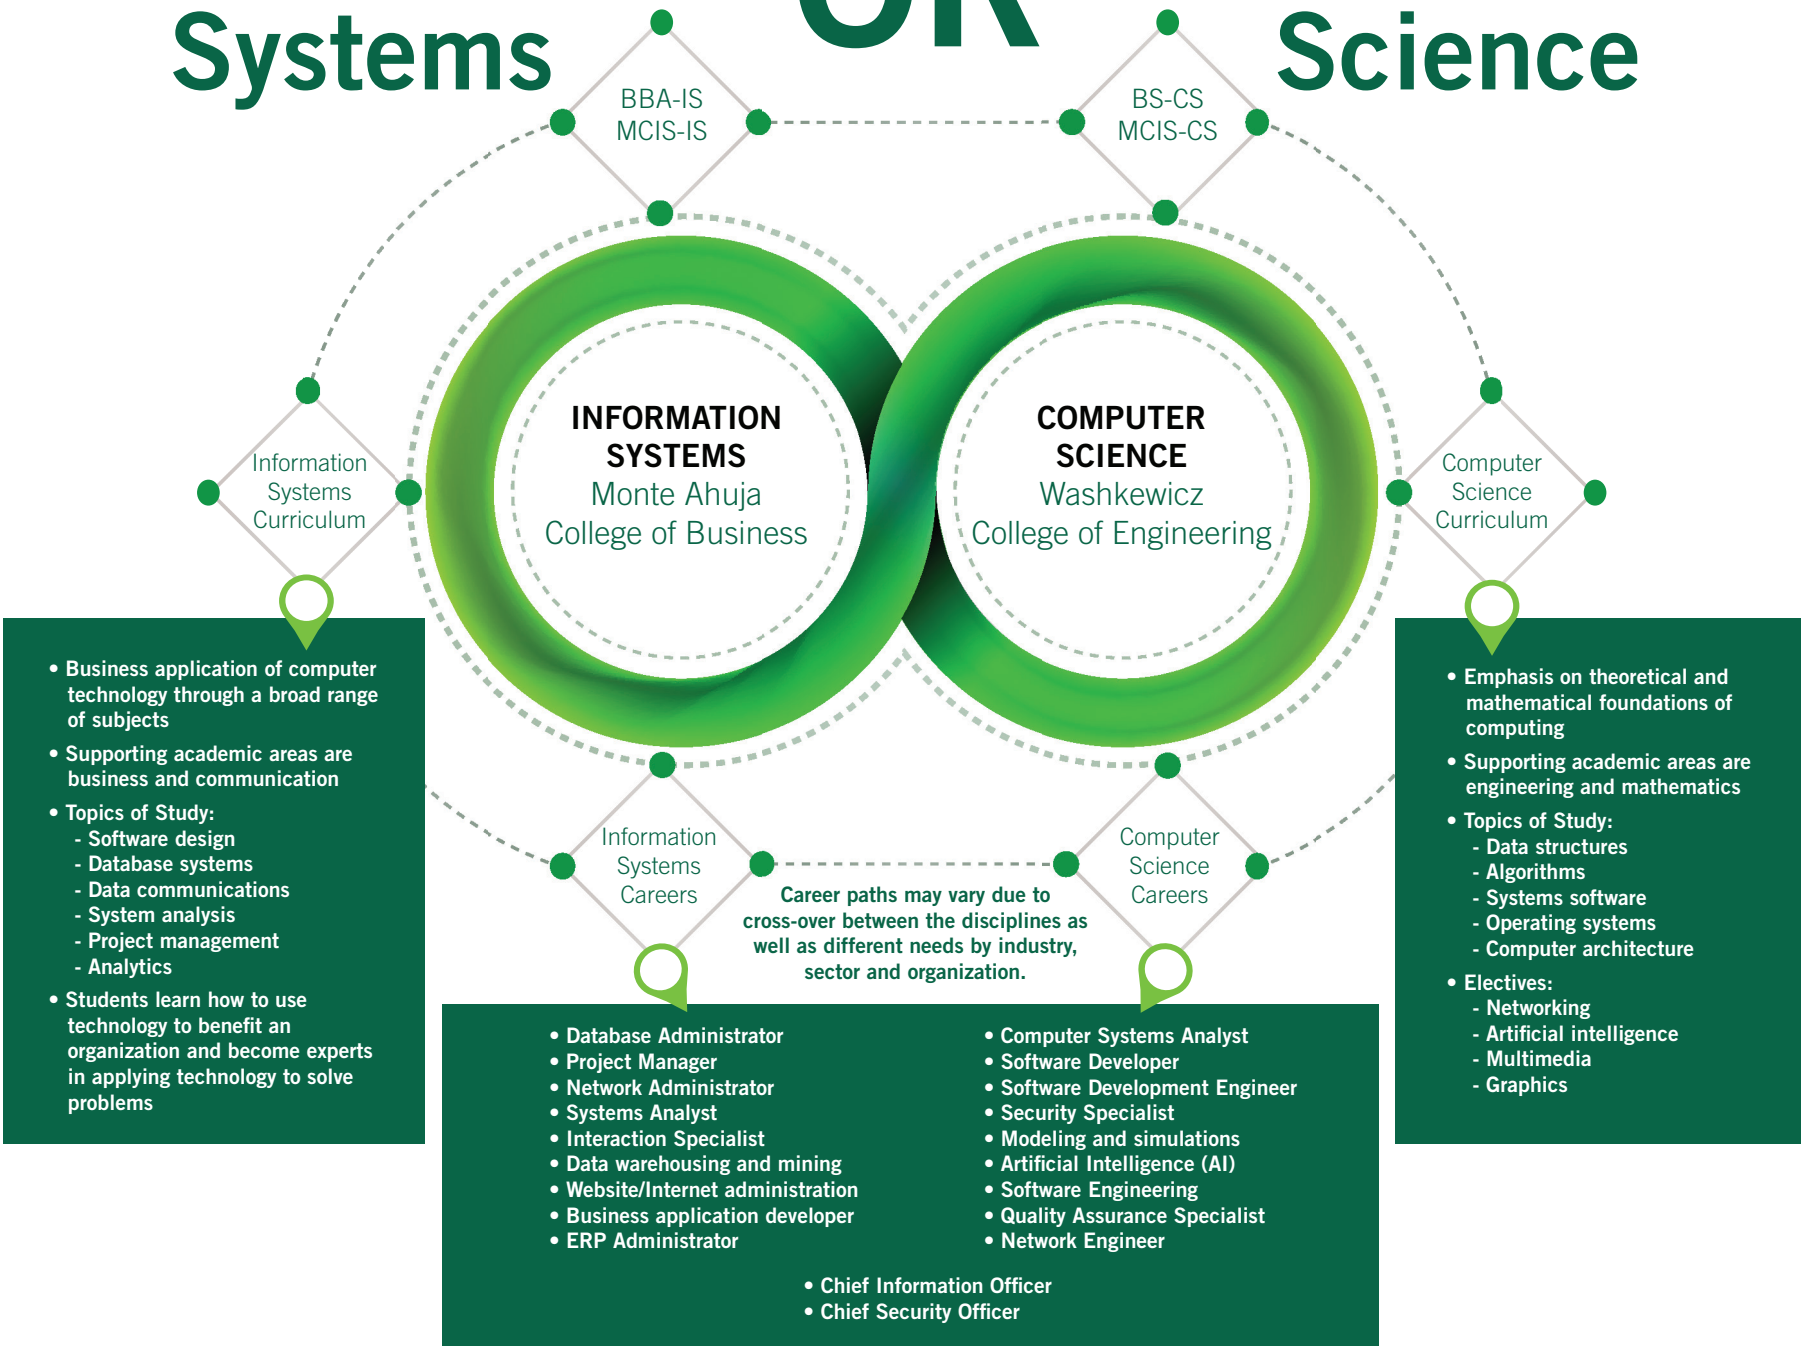 Systems
OR
Science
BBA-IS
MCIS-IS
BS-CS
MCIS-CS
INFORMATION
SYSTEMS
Monte Ahuja
College of Business
COMPUTER
SCIENCE
Washkewicz
College of Engineering
Information
Systems
Curriculum
Computer
Science
Curriculum
• Business application of computer
technology through a broad range
of subjects
• Supporting academic areas are
business and communication
• Topics of Study:
- Software design
- Database systems
- Data communications
- System analysis
- Project management
- Analytics
• Students learn how to use
technology to benefit an
organization and become experts
in applying technology to solve
problems
• Emphasis on theoretical and
mathematical foundations of
computing
• Supporting academic areas are
engineering and mathematics
• Topics of Study:
- Data structures
- Algorithms
- Systems software
- Operating systems
- Computer architecture
• Electives:
- Networking
- Artificial intelligence
- Multimedia
- Graphics
Information
Systems
Careers
Computer
Science
Careers
Career paths may vary due to
cross-over between the disciplines as
well as different needs by industry,
sector and organization.
• Database Administrator
• Project Manager
• Network Administrator
• Systems Analyst
• Interaction Specialist
• Data warehousing and mining
• Website/Internet administration
• Business application developer
• ERP Administrator
• Computer Systems Analyst
• Software Developer
• Software Development Engineer
• Security Specialist
• Modeling and simulations
• Artificial Intelligence (AI)
• Software Engineering
• Quality Assurance Specialist
• Network Engineer
• Chief Information Officer
• Chief Security Officer